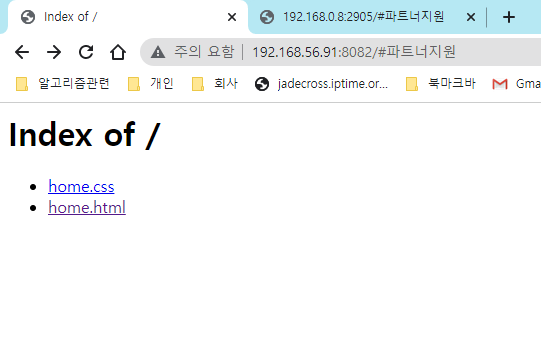 Index of /
192.168.0.8:2905/#파트너지원
주의 요함 192.168.56.91:8082/#파트너지원
알고리즘관련 개인 회사 jadecross.iptime.or... 북마크바 Gma
Index of /
home.css
home.html